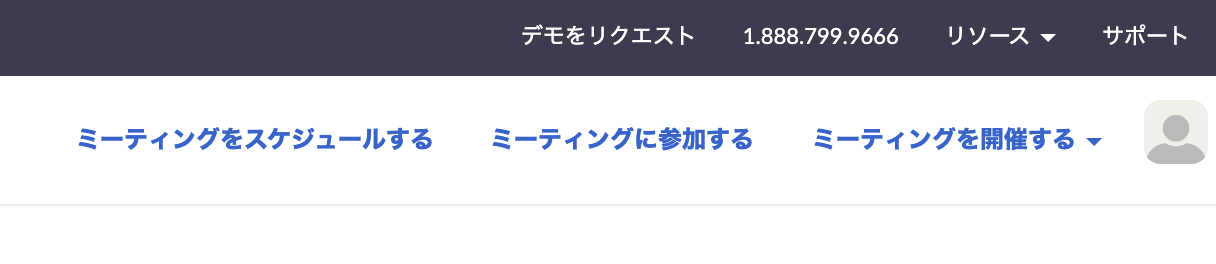 デモをリクエスト 1.888.799.9666 リソース サポート
ミーティングをスケジュールする ミーティングに参加する ミーティングを開催する